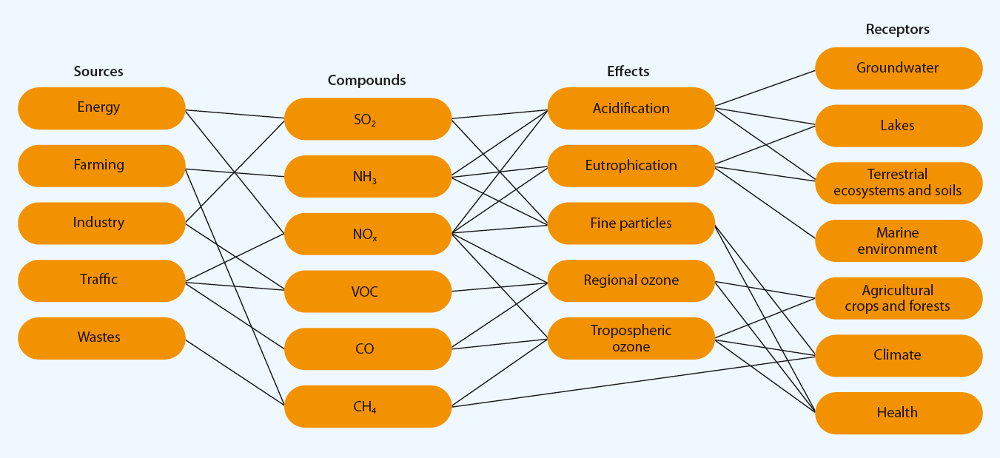 Sources
Energy
Farming
Industry
Traffic
Wastes
Compounds
SO₂
NH₃
NOₓ
VOC
CO
CH₄
Effects
Acidification
Eutrophication
Fine particles
Regional ozone
Tropospheric
ozone
Receptors
Groundwater
Lakes
Terrestrial
ecosystems and soils
Marine
environment
Agricultural
crops and forests
Climate
Health